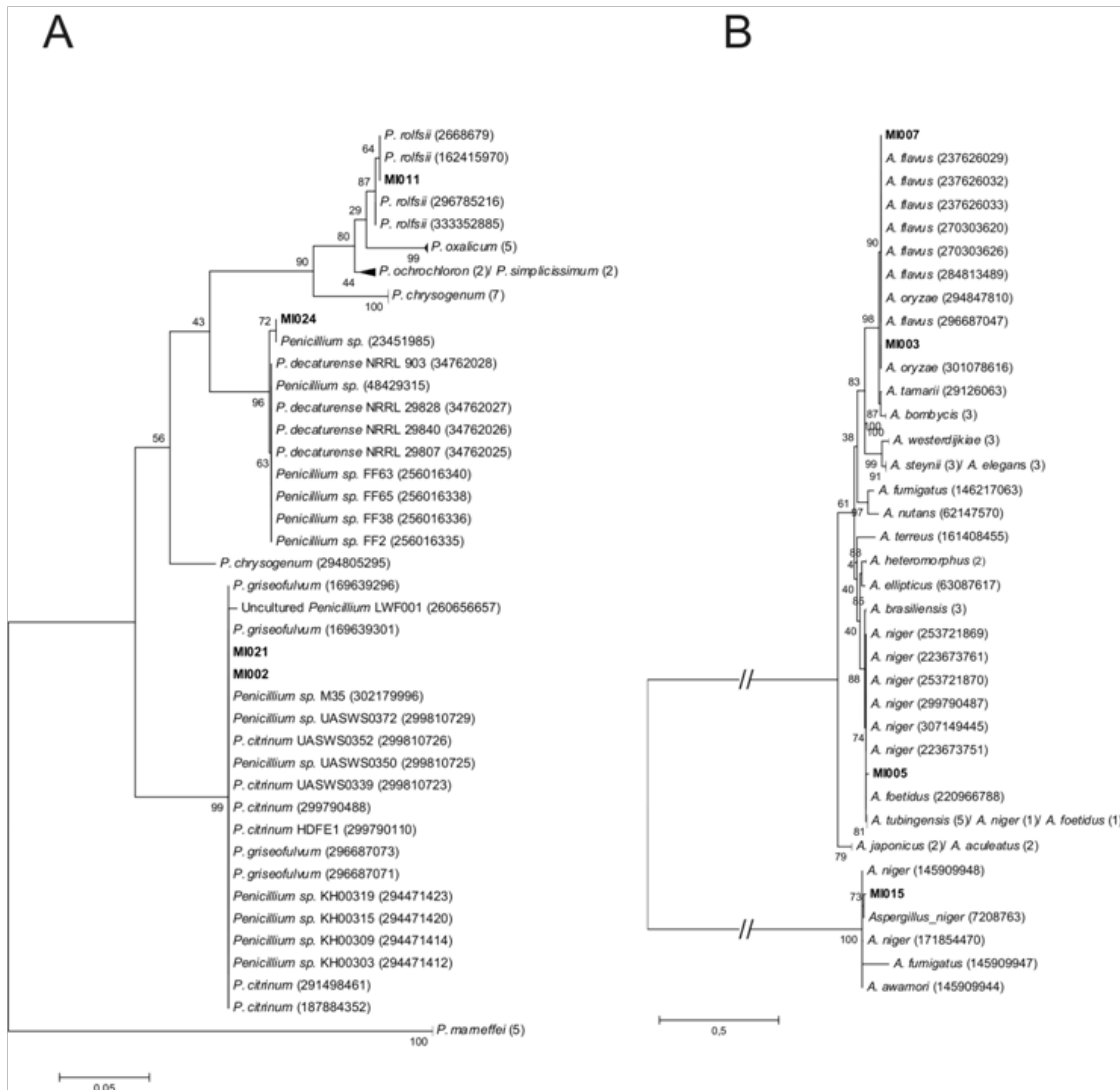 A
P. rolfsii (2668679)
64
P. rolfsii (162415970)
MI011
87
P. rolfsii (296785216)
29
P. rolfsii (333352885)
80
P. oxalicum (5)
99
90
P. ochrochloron (2)/ P. simplicissimum (2)
44
P. chrysogenum (7)
100
43
72
MI024
Penicillium sp. (23451985)
P. decaturense NRRL 903 (34762028)
Penicillium sp. (48429315)
96
P. decaturense NRRL 29828 (34762027)
P. decaturense NRRL 29840 (34762026)
56
P. decaturense NRRL 29807 (34762025)
63
Penicillium sp. FF63 (256016340)
Penicillium sp. FF65 (256016338)
Penicillium sp. FF38 (256016336)
Penicillium sp. FF2 (256016335)
P. chrysogenum (294805295)
P. griseofulvum (169639296)
Uncultured Penicillium LWF001 (260656657)
P. griseofulvum (169639301)
MI021
MI002
Penicillium sp. M35 (302179996)
Penicillium sp. UASWS0372 (299810729)
P. citrinum UASWS0352 (299810726)
Penicillium sp. UASWS0350 (299810725)
P. citrinum UASWS0339 (299810723)
99
P. citrinum (299790488)
P. citrinum HDFE1 (299790110)
P. griseofulvum (296687073)
P. griseofulvum (296687071)
Penicillium sp. KH00319 (294471423)
Penicillium sp. KH00315 (294471420)
Penicillium sp. KH00309 (294471414)
Penicillium sp. KH00303 (294471412)
P. citrinum (291498461)
P. citrinum (187884352)
P. marneffei (5)
100
0.05
B
MI007
A. flavus (237626029)
A. flavus (237626032)
A. flavus (237626033)
A. flavus (270303620)
90
A. flavus (270303626)
A. flavus (284813489)
A. oryzae (294847810)
98
A. flavus (296687047)
MI003
A. oryzae (301078616)
83
A. tamarii (29126063)
87
A. bombycis (3)
100
100
38
A. westerdijkiae (3)
99
A. steynii (3)/ A. elegans (3)
91
A. fumigatus (146217063)
61
97
A. nutans (62147570)
A. terreus (161408455)
A. heteromorphus (2)
4
40
A. ellipticus (63087617)
A. brasiliensis (3)
A. niger (253721869)
40
A. niger (223673761)
88
A. niger (253721870)
A. niger (299790487)
A. niger (307149445)
74
A. niger (223673751)
MI005
A. foetidus (220966788)
A. tubingensis (5)/ A. niger (1)/ A. foetidus (1)
81
A. japonicus (2)/ A. aculeatus (2)
79
A. niger (145909948)
73
MI015
Aspergillus_niger (7208763)
100
A. niger (171854470)
A. fumigatus (145909947)
A. awamori (145909944)
0,5